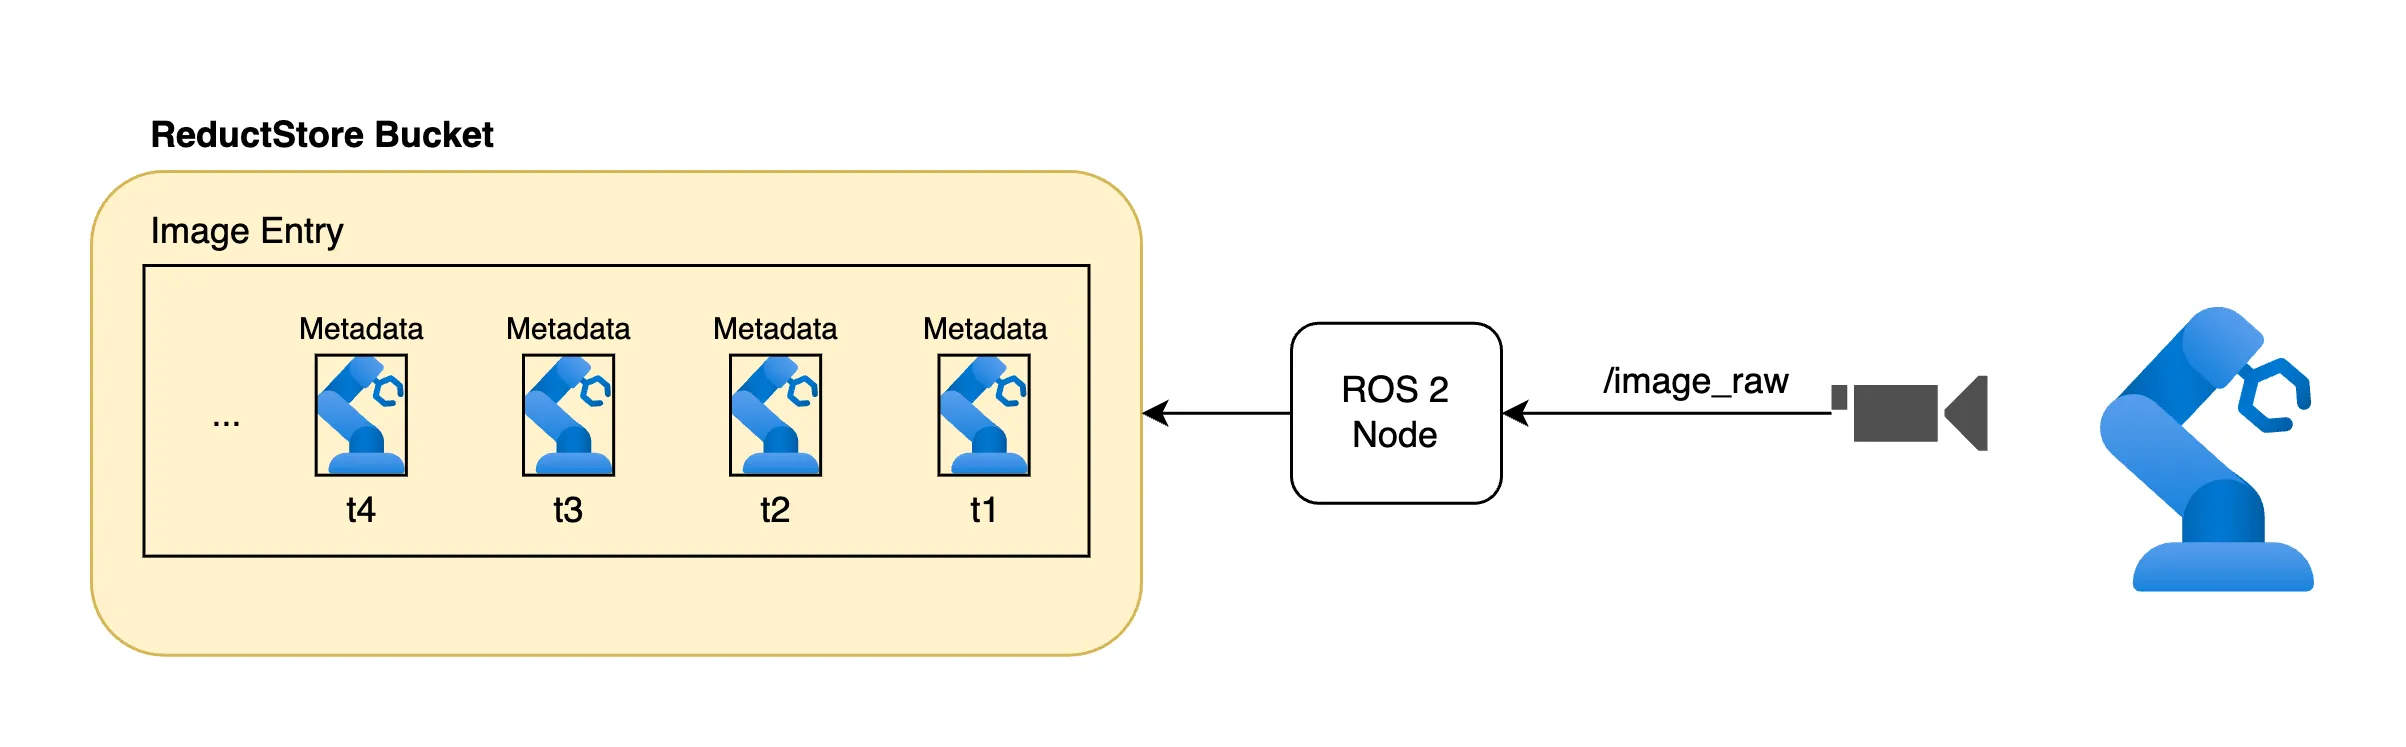 ReductStore Bucket
Image Entry
Metadata Metadata Metadata Metadata
...
t4 t3 t2 t1
ROS 2
Node
/image_raw